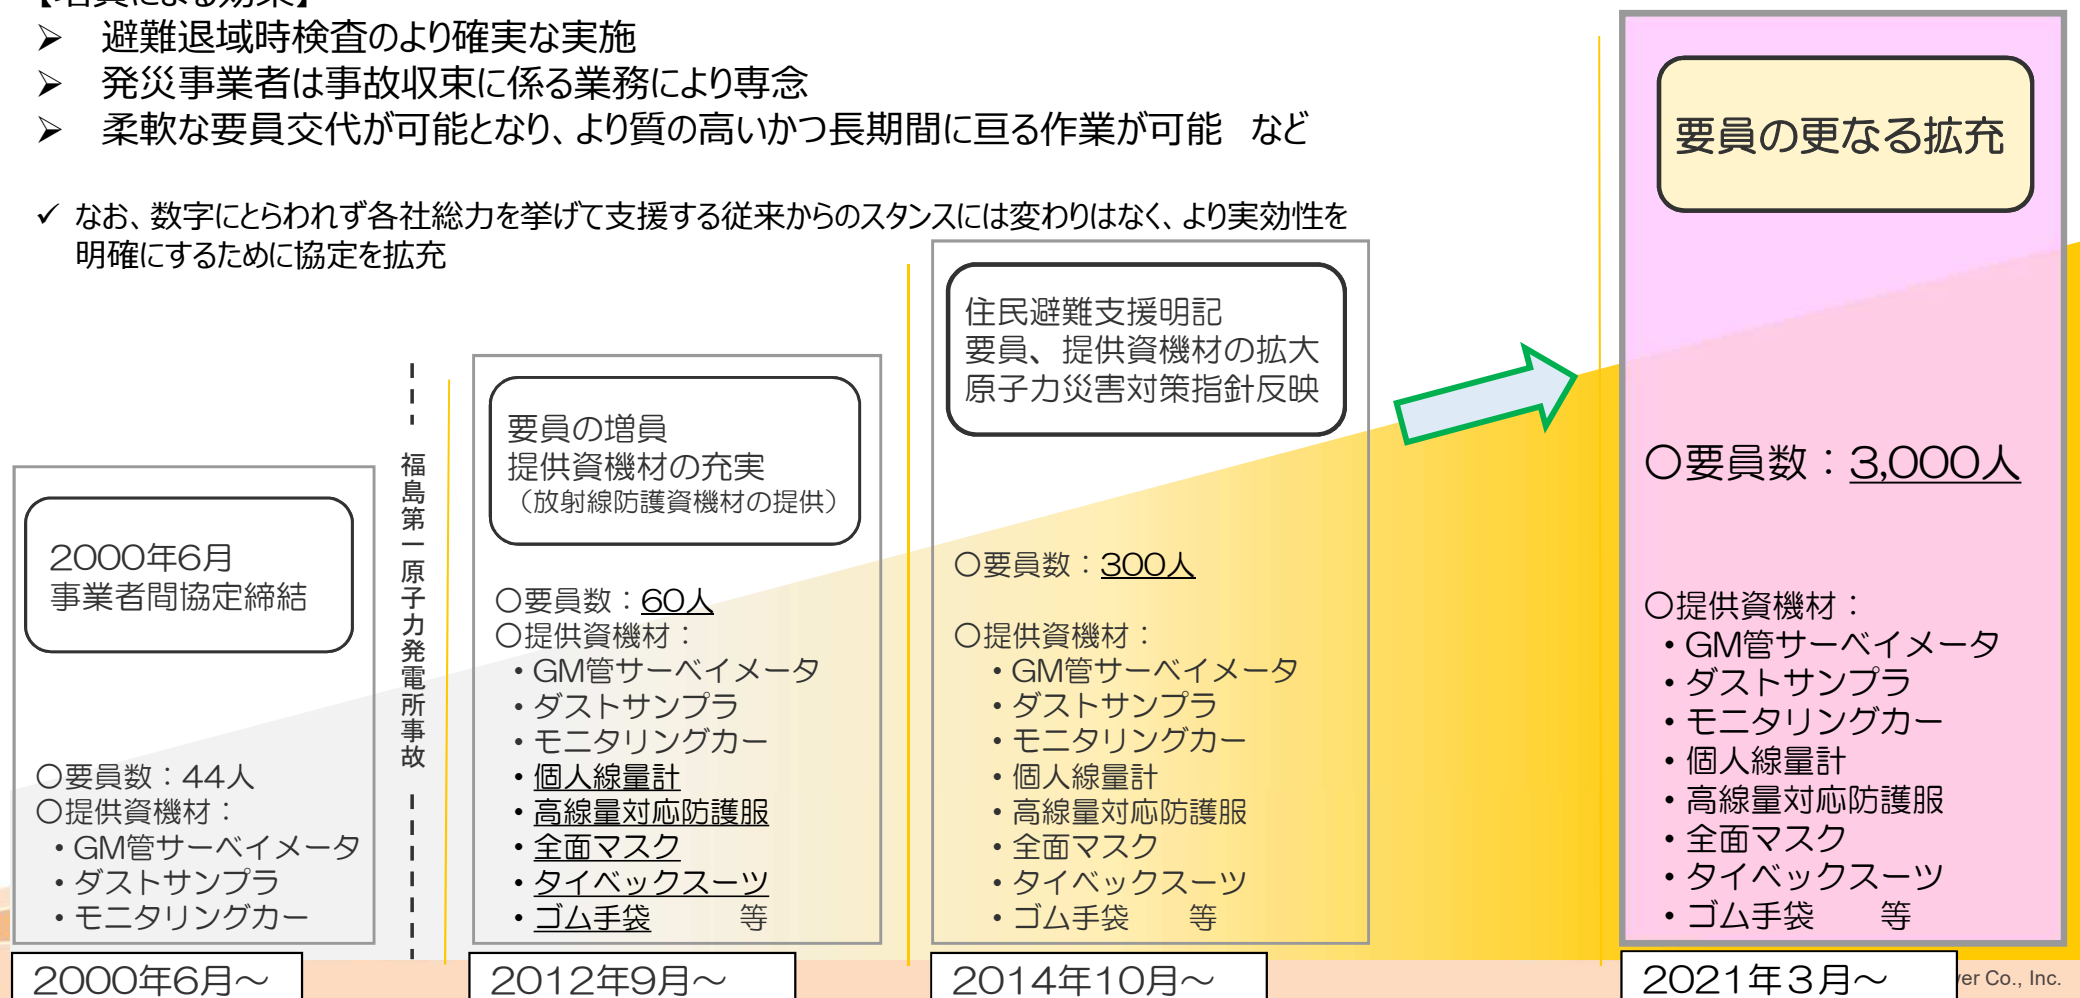 【増員による効果】
➢ 避難退域時検査のより確実な実施
➢ 発災事業者は事故収束に係る業務により専念
➢ 柔軟な要員交代が可能となり、より質の高いかつ長期間に亘る作業が可能 など
✓ なお、数字にとらわれず各社総力を挙げて支援する従来からのスタンスには変わりはなく、より実効性を
明確にするために協定を拡充
2000年6月
事業者間協定締結
〇要員数：44人
〇提供資機材：
・GM管サーベイメータ
・ダストサンプラ
・モニタリングカー
2000年6月～
福島第一原子力発電所事故
要員の増員
提供資機材の充実
（放射線防護資機材の提供）
〇要員数：60人
〇提供資機材：
・GM管サーベイメータ
・ダストサンプラ
・モニタリングカー
・個人線量計
・高線量対応防護服
・全面マスク
・タイベックスーツ
・ゴム手袋 等
2012年9月～
住民避難支援明記
要員、提供資機材の拡大
原子力災害対策指針反映
〇要員数：300人
〇提供資機材：
・GM管サーベイメータ
・ダストサンプラ
・モニタリングカー
・個人線量計
・高線量対応防護服
・全面マスク
・タイベックスーツ
・ゴム手袋 等
2014年10月～
要員の更なる拡充
〇要員数：3,000人
〇提供資機材：
・GM管サーベイメータ
・ダストサンプラ
・モニタリングカー
・個人線量計
・高線量対応防護服
・全面マスク
・タイベックスーツ
・ゴム手袋 等
2021年３月～
Co., Inc.